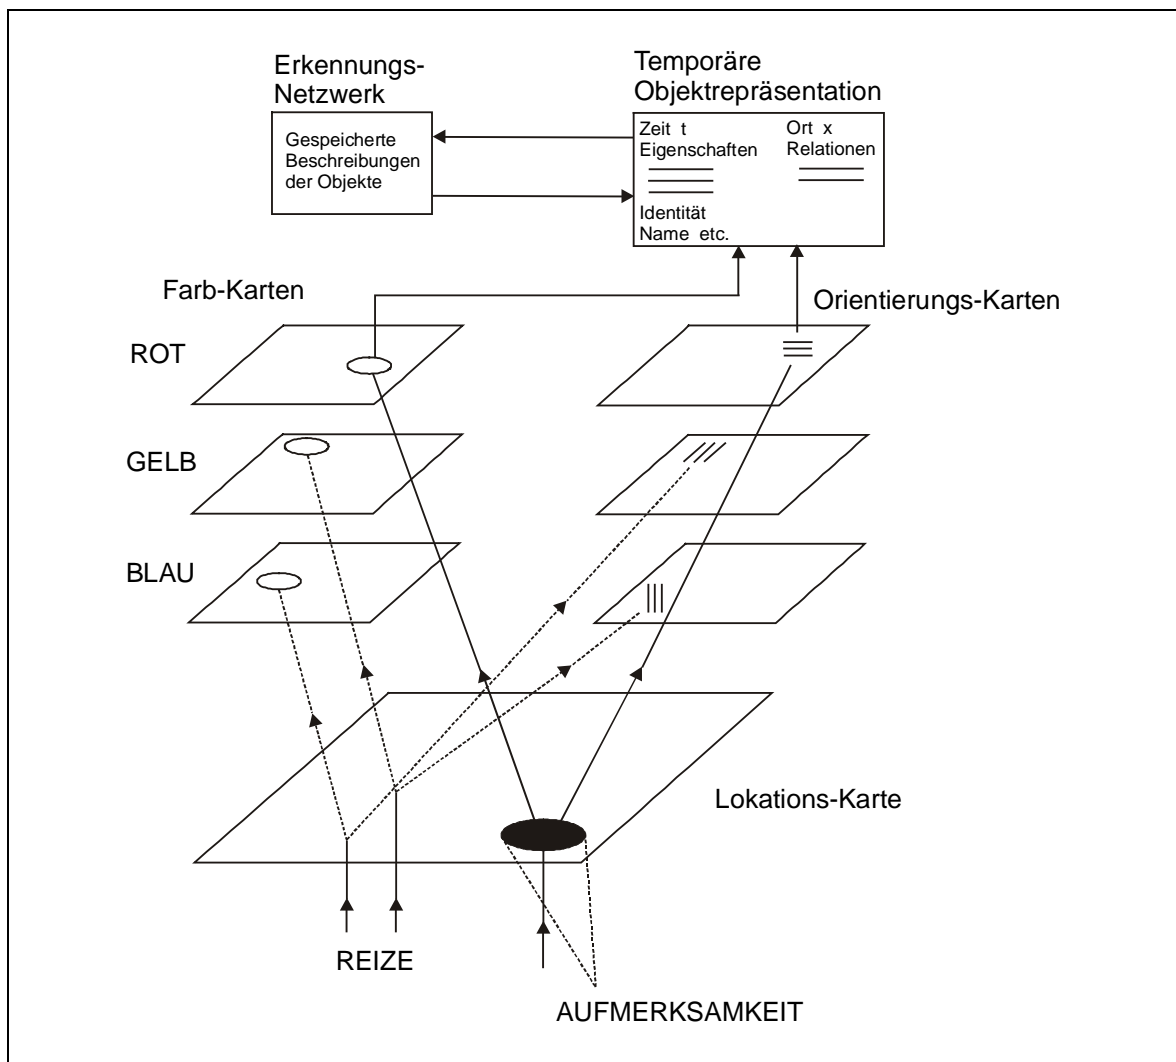 Erkennungs-
Netzwerk
Temporäre
Objektrepräsentation
Gespeicherte
Beschreibungen
der Objekte
Zeit t
Eigenschaften
Ort x
Relationen
Identität
Name etc.
Farb-Karten
Orientierungs-Karten
ROT
GELB
BLAU
Lokations-Karte
REIZE
AUFMERKSAMKEIT